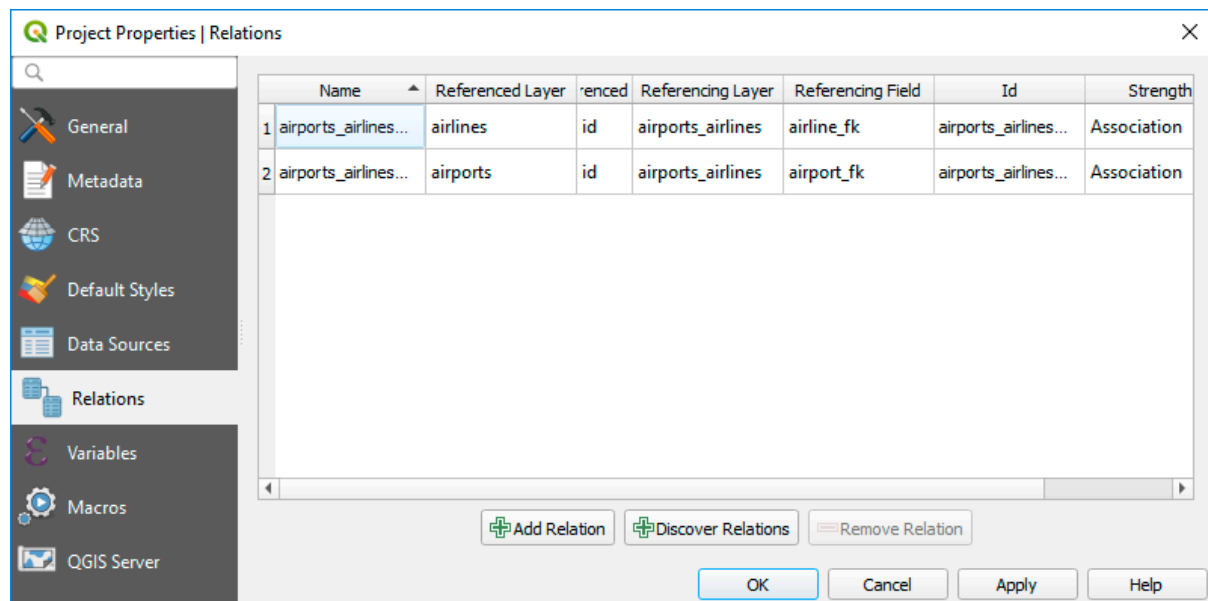 Project Properties | Relations
Name Referenced Layer renced Referencing Layer Referencing Field Id Strength
1 airports_airlines... airlines id airports_airlines airline_fk airports_airlines... Association
2 airports_airlines... airports id airports_airlines airport_fk airports_airlines... Association
General
Metadata
CRS
Default Styles
Data Sources
Relations
Variables
Macros
QGIS Server
Add Relation Discover Relations Remove Relation
OK Cancel Apply Help